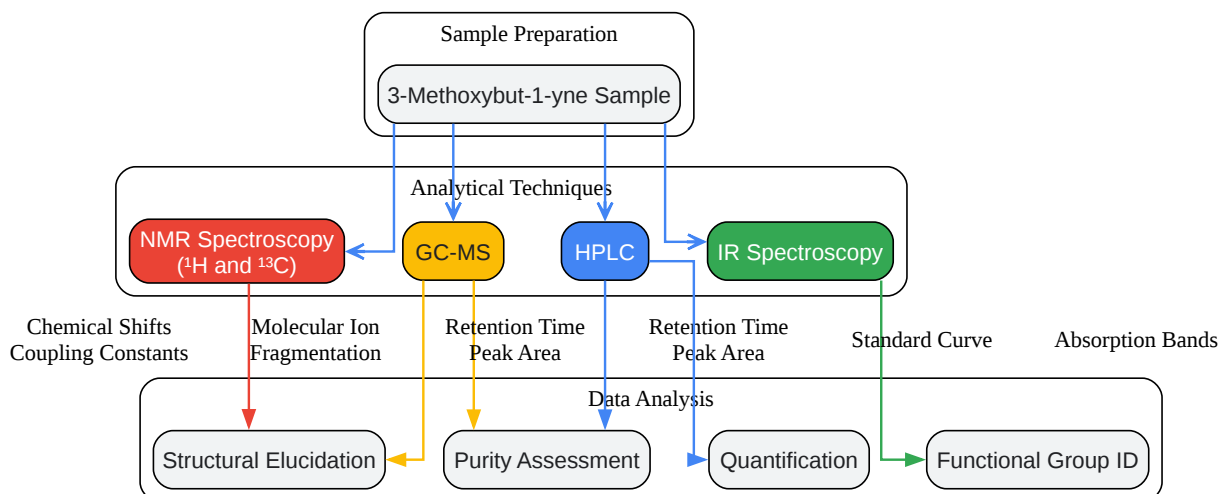 Sample Preparation
3-Methoxybut-1-yne Sample
Analytical Techniques
NMR Spectroscopy
(¹H and ¹³C)
GC-MS
HPLC
IR Spectroscopy
Chemical Shifts
Coupling Constants
Molecular Ion
Fragmentation
Retention Time
Peak Area
Retention Time
Peak Area
Standard Curve
Absorption Bands
Data Analysis
Structural Elucidation
Purity Assessment
Quantification
Functional Group ID